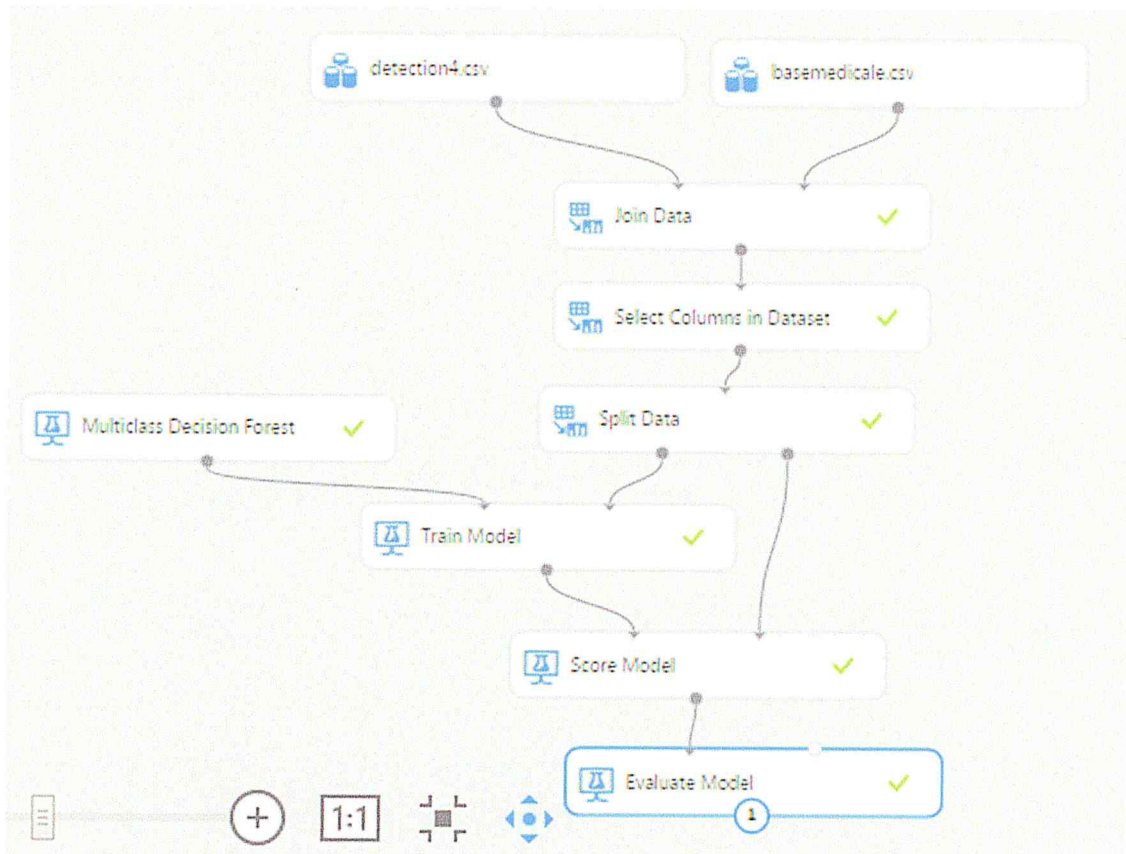 detection4.csv
basemedicale.csv
Join Data
Select Columns in Dataset
Multiclass Decision Forest
Split Data
Train Model
Score Model
Evaluate Model
1
1:1